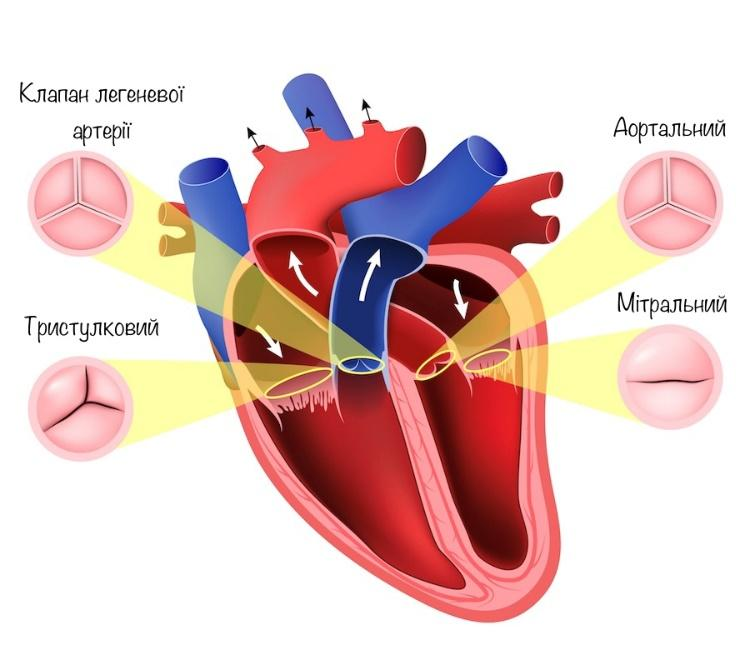 Клапан легеневої
артерії
Аортальний
Тристулковий
Мітральний